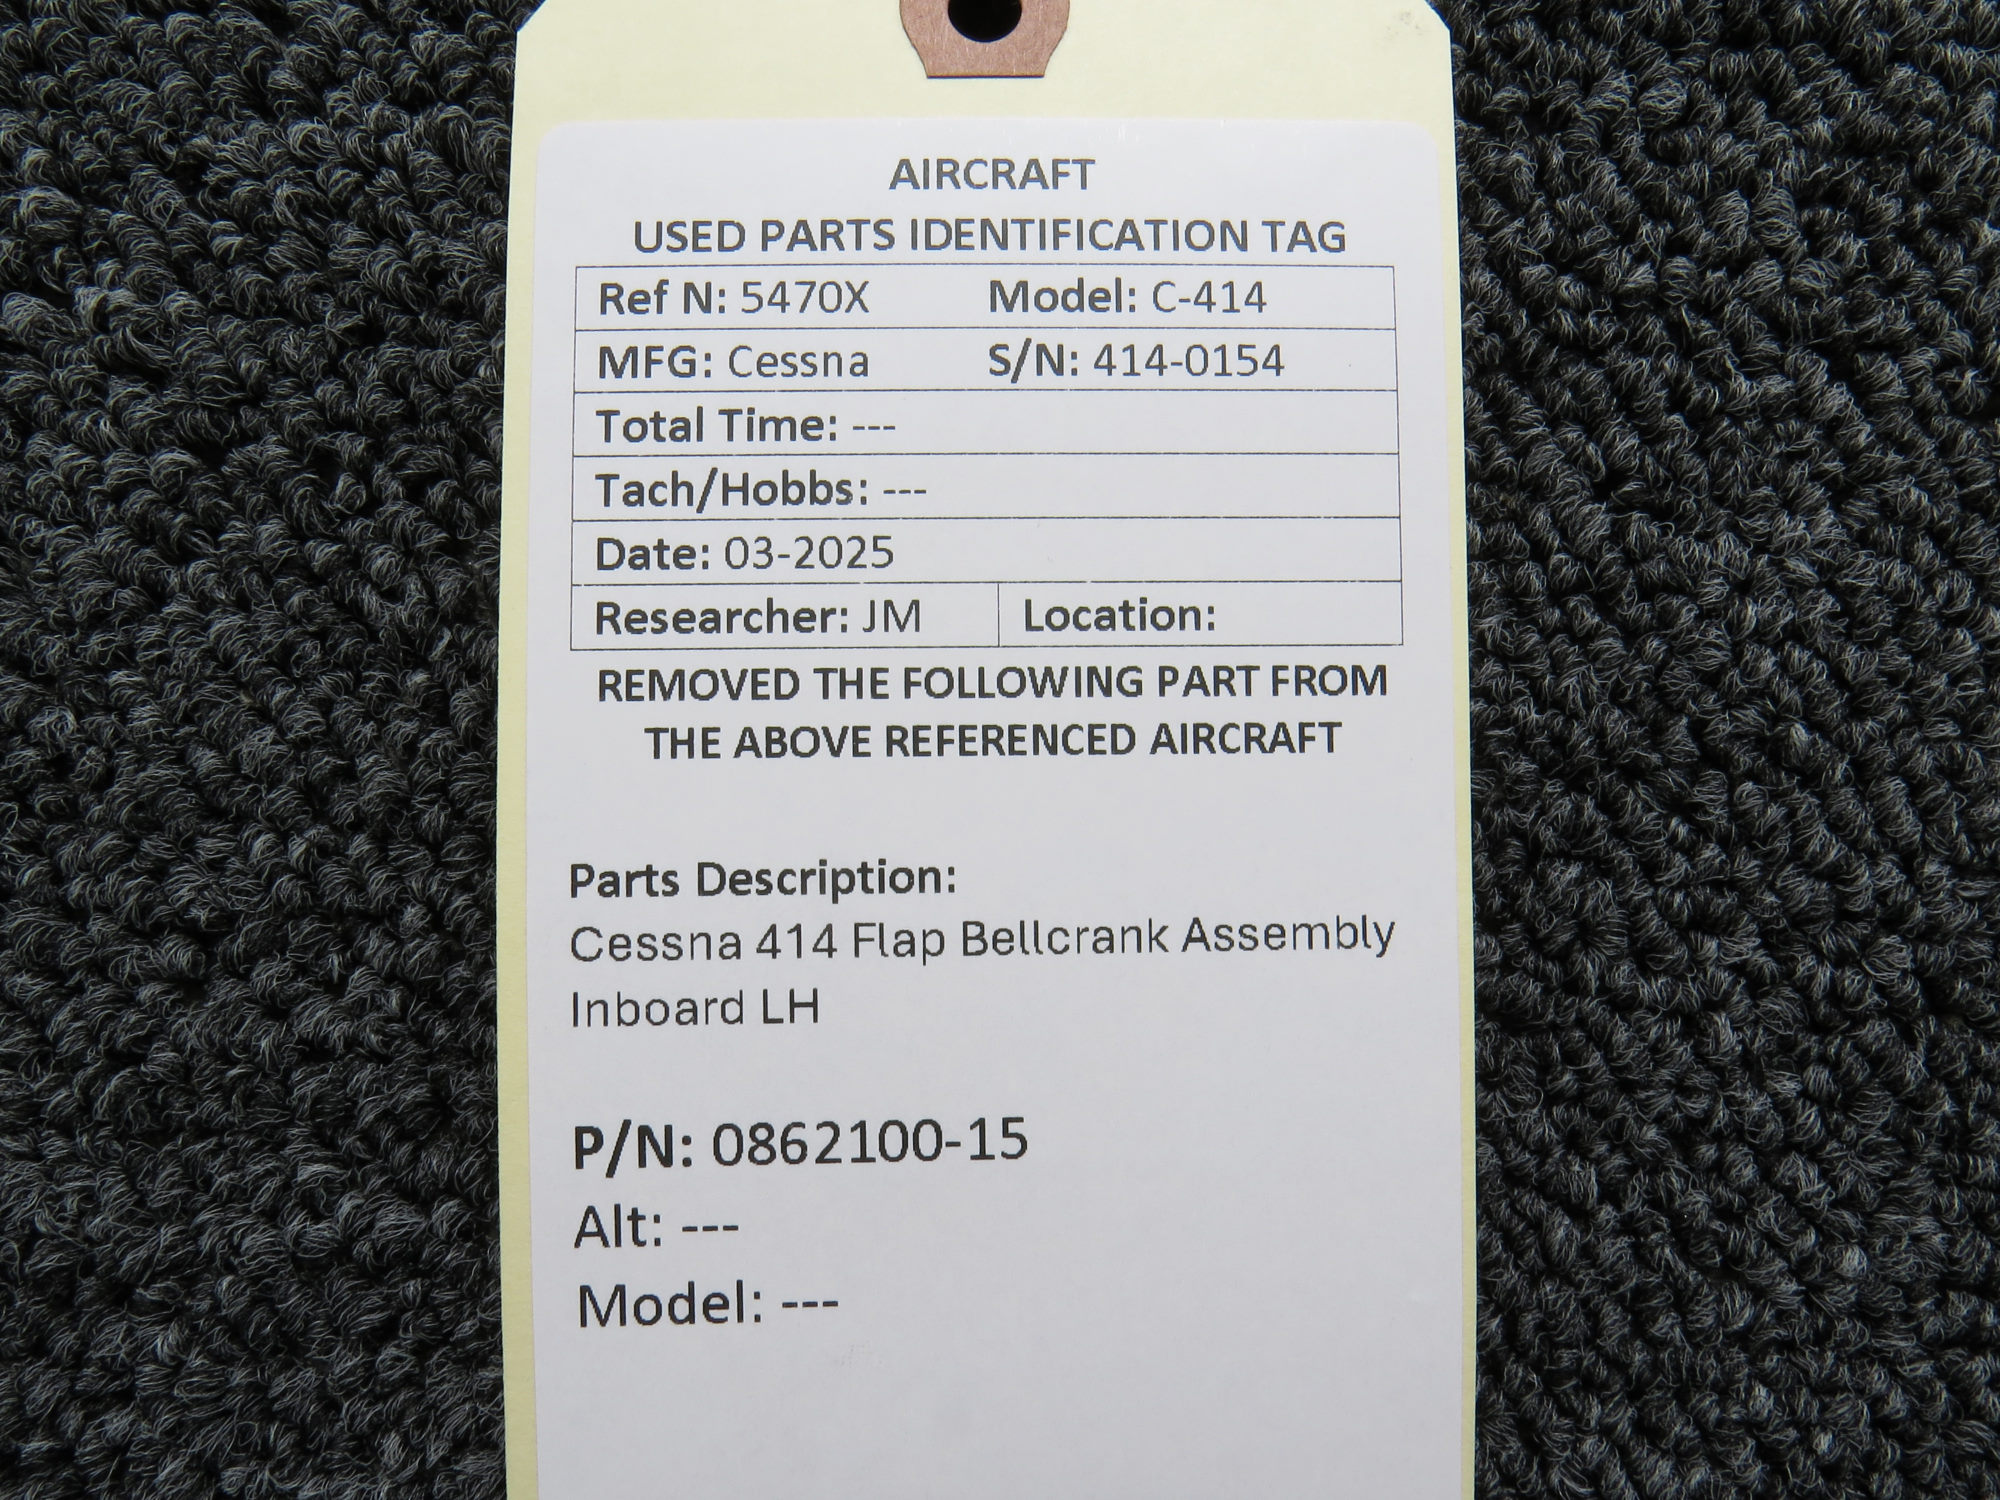 AIRCRAFT
USED PARTS IDENTIFICATION TAG
Ref N: 5470X Model: C-414
MFG: Cessna S/N: 414-0154
Total Time: ---
Tach/Hobbs: ---
Date: 03-2025
Researcher: JM Location:
REMOVED THE FOLLOWING PART FROM
THE ABOVE REFERENCED AIRCRAFT
Parts Description:
Cessna 414 Flap Bellcrank Assembly
Inboard LH
P/N: 0862100-15
Alt: ---
Model: ---